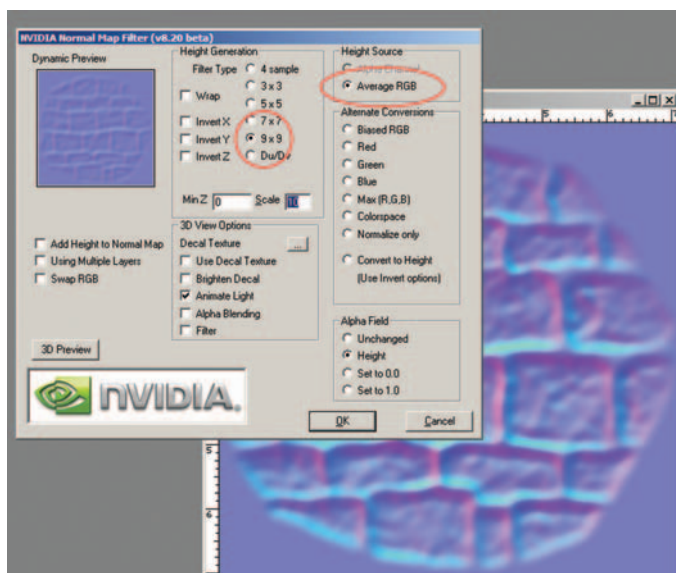 NVIDIA Normal Map Filter (v8.20 beta)
Dynamic Preview
Add Height to Normal Map
Using Multiple Layers
Swap RGB
3D Preview
nVIDIA.
Height Generation
Filter Type
4 sample
3 x 3
Wrap
5 x 5
Invert X
7 x 7
Invert Y
9 x 9
Invert Z
Du/Dv
Min Z
0
Scale
10
3D View Options
Decal Texture
...
Use Decal Texture
Brighten Decal
Animate Light
Alpha Blending
Filter
Height Source
Alpha Channel
Average RGB
Alternate Conversions
Biased RGB
Red
Green
Blue
Max (R,G,B)
Colorspace
Normalize only
Convert to Height
(Use Invert options)
Alpha Field
Unchanged
Height
Set to 0.0
Set to 1.0
OK
Cancel
5
6
5
6